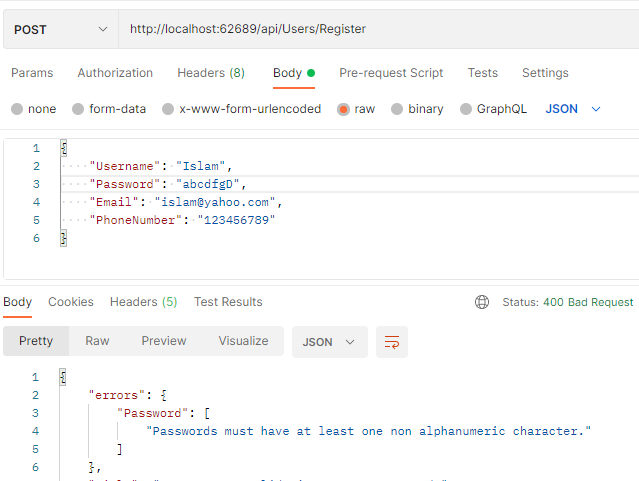 POST http://localhost:62689/api/Users/Register
Params Authorization Headers (8) Body Pre-request Script Tests Settings
none form-data x-www-form-urlencoded raw binary GraphQL JSON
1 {
2 "Username": "Islam",
3 "Password": "abcdfgD",
4 "Email": "islam@yahoo.com",
5 "PhoneNumber": "123456789"
6 }
Body Cookies Headers (5) Test Results Status: 400 Bad Request
Pretty Raw Preview Visualize JSON
1 {
2 "errors": {
3 "Password": [
4 "Passwords must have at least one non alphanumeric character."
5 ]
6 },